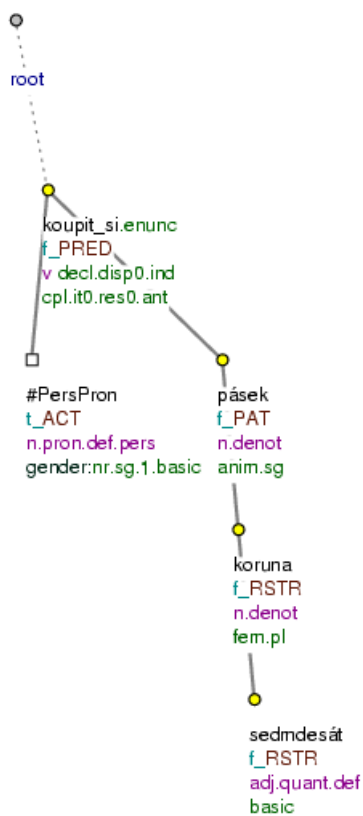 root
koupit_si.enunc
f_PRED
v decl.disp0.ind
cpl.it0.res0.ant
#PersPron
t_ACT
n.pron.def.pers
gender:nr.sg.1.basic
pásek
f_PAT
n.denot
anim.sg
koruna
f_RSTR
n.denot
fem.pl
sedmdesát
f_RSTR
adj.quant.def
basic